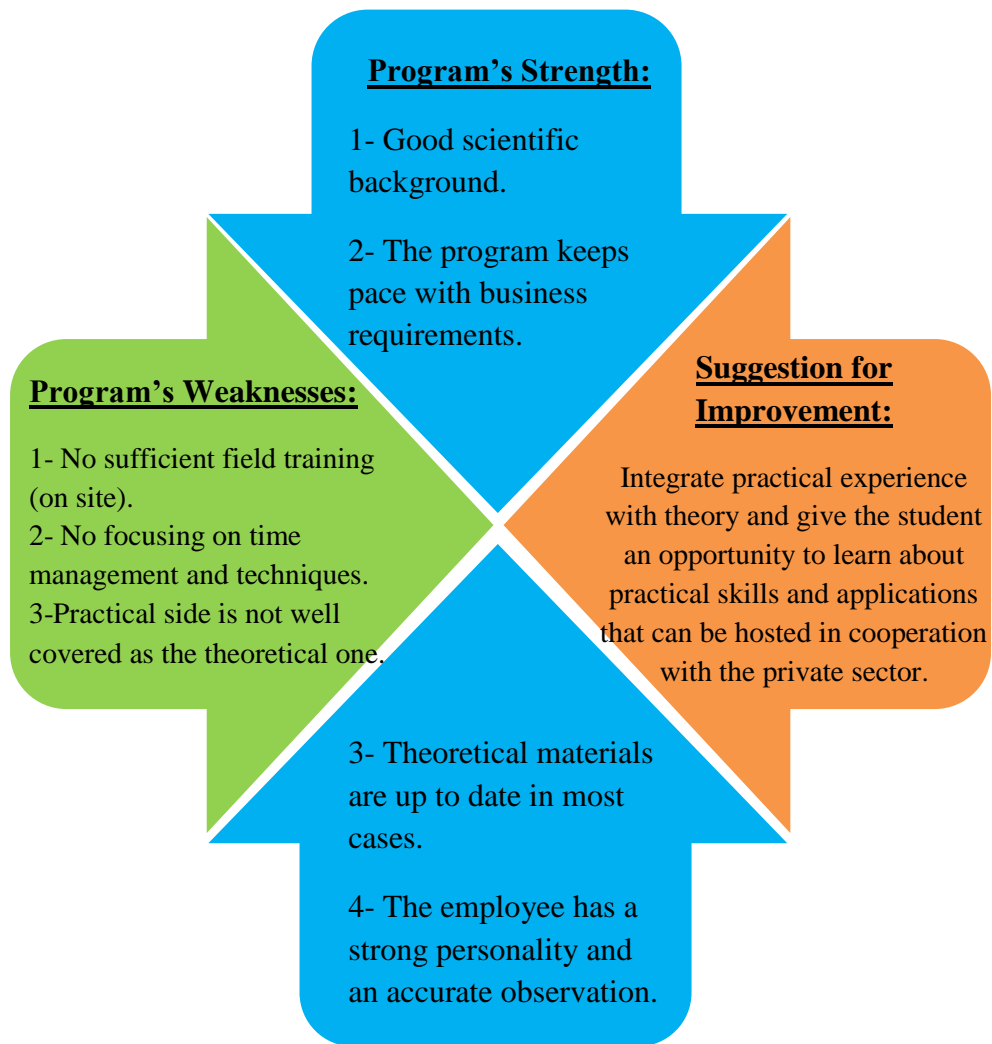 Program’s Strength:
1- Good scientific
background.
2- The program keeps
pace with business
requirements.
Program’s Weaknesses:
1- No sufficient field training
(on site).
2- No focusing on time
management and techniques.
3-Practical side is not well
covered as the theoretical one.
Suggestion for
Improvement:
Integrate practical experience
with theory and give the student
an opportunity to learn about
practical skills and applications
that can be hosted in cooperation
with the private sector.
3- Theoretical materials
are up to date in most
cases.
4- The employee has a
strong personality and
an accurate observation.